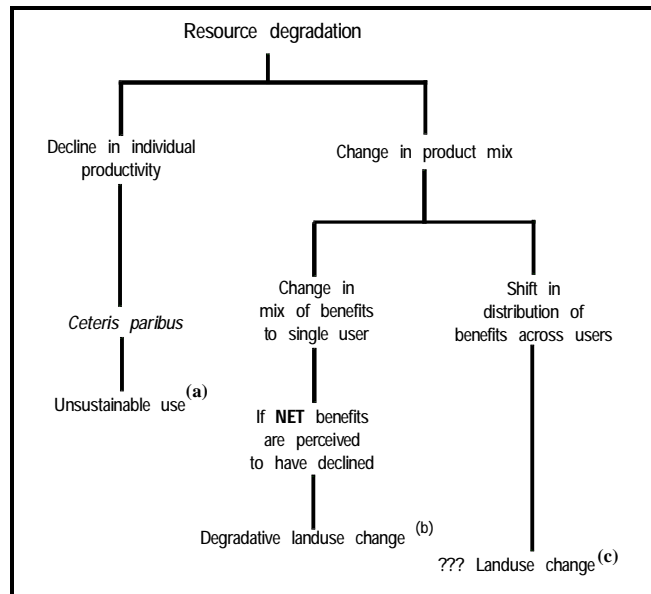 Resource degradation
Decline in individual
productivity
Change in product mix
Ceteris paribus
Unsustainable use (a)
Change in
mix of benefits
to single user
If NET benefits
are perceived
to have declined
Degradative landuse change (b)
Shift in
distribution of
benefits across users
??? Landuse change (c)